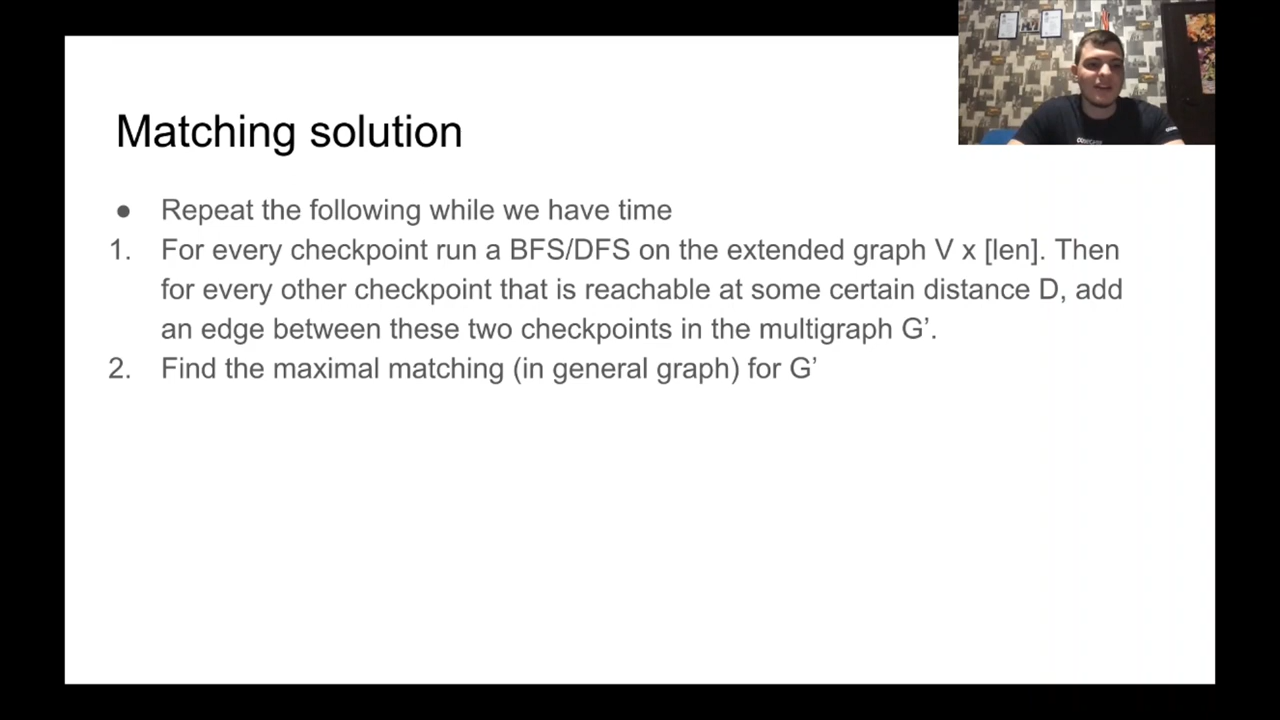 Matching solution
● Repeat the following while we have time
1. For every checkpoint run a BFS/DFS on the extended graph V x [len]. Then
for every other checkpoint that is reachable at some certain distance D, add
an edge between these two checkpoints in the multigraph G’.
2. Find the maximal matching (in general graph) for G’